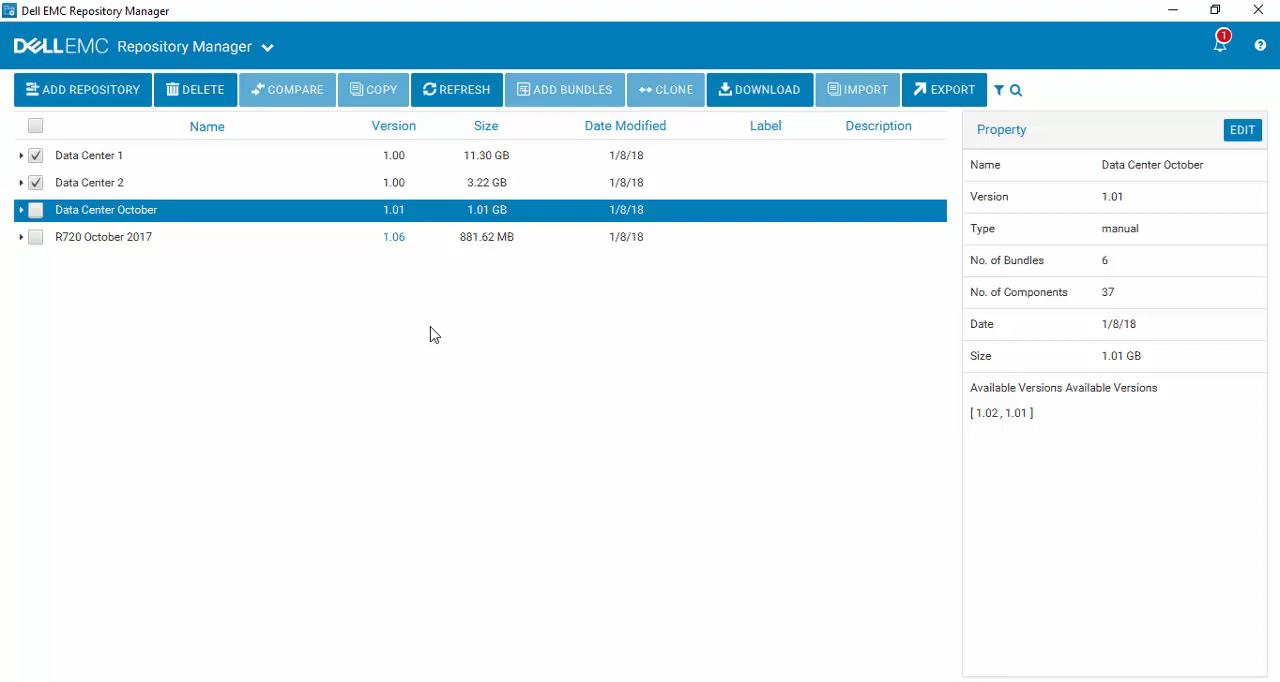 Dell EMC Repository Manager
DELLEMC Repository Manager
1
?
ADD REPOSITORY DELETE COMPARE COPY REFRESH ADD BUNDLES CLONE DOWNLOAD IMPORT EXPORT
Name Version Size Date Modified Label Description
Data Center 1 1.00 11.30 GB 1/8/18
Data Center 2 1.00 3.22 GB 1/8/18
Data Center October 1.01 1.01 GB 1/8/18
R720 October 2017 1.06 881.62 MB 1/8/18
Property EDIT
Name Data Center October
Version 1.01
Type manual
No. of Bundles 6
No. of Components 37
Date 1/8/18
Size 1.01 GB
Available Versions Available Versions
[ 1.02 , 1.01 ]